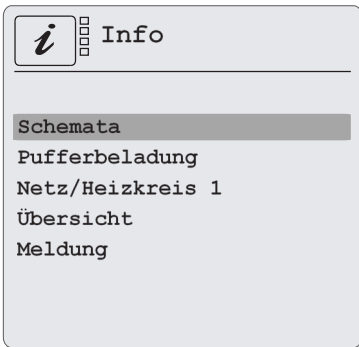 i Info
Schemata
Pufferbeladung
Netz/Heizkreis 1
Übersicht
Meldung